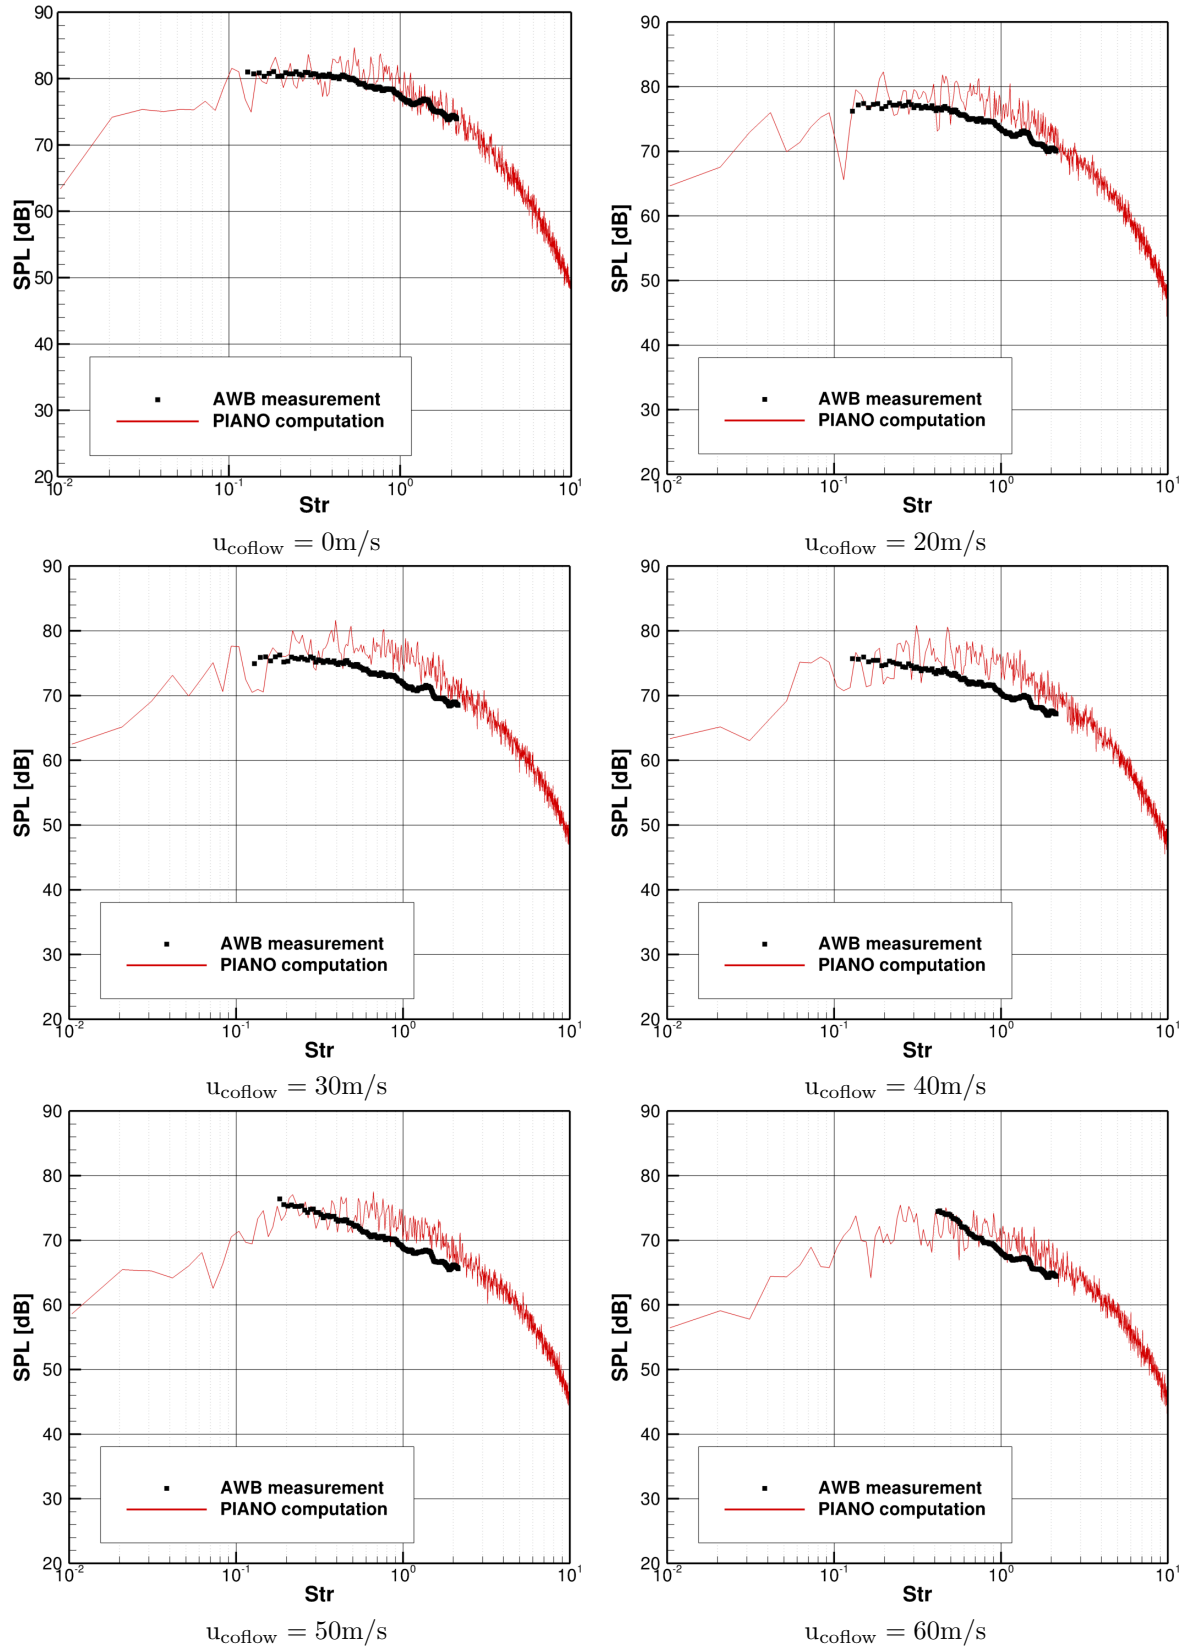 90
80
70
60
50
40
30
20
SPL [dB]
AWB measurement
PIANO computation
10⁻² 10⁻¹ 10⁰ 10¹
Str
u_coflow = 0m/s
90
80
70
60
50
40
30
20
SPL [dB]
AWB measurement
PIANO computation
10⁻² 10⁻¹ 10⁰ 10¹
Str
u_coflow = 20m/s
90
80
70
60
50
40
30
20
SPL [dB]
AWB measurement
PIANO computation
10⁻² 10⁻¹ 10⁰ 10¹
Str
u_coflow = 30m/s
90
80
70
60
50
40
30
20
SPL [dB]
AWB measurement
PIANO computation
10⁻² 10⁻¹ 10⁰ 10¹
Str
u_coflow = 40m/s
90
80
70
60
50
40
30
20
SPL [dB]
AWB measurement
PIANO computation
10⁻² 10⁻¹ 10⁰ 10¹
Str
u_coflow = 50m/s
90
80
70
60
50
40
30
20
SPL [dB]
AWB measurement
PIANO computation
10⁻² 10⁻¹ 10⁰ 10¹
Str
u_coflow = 60m/s